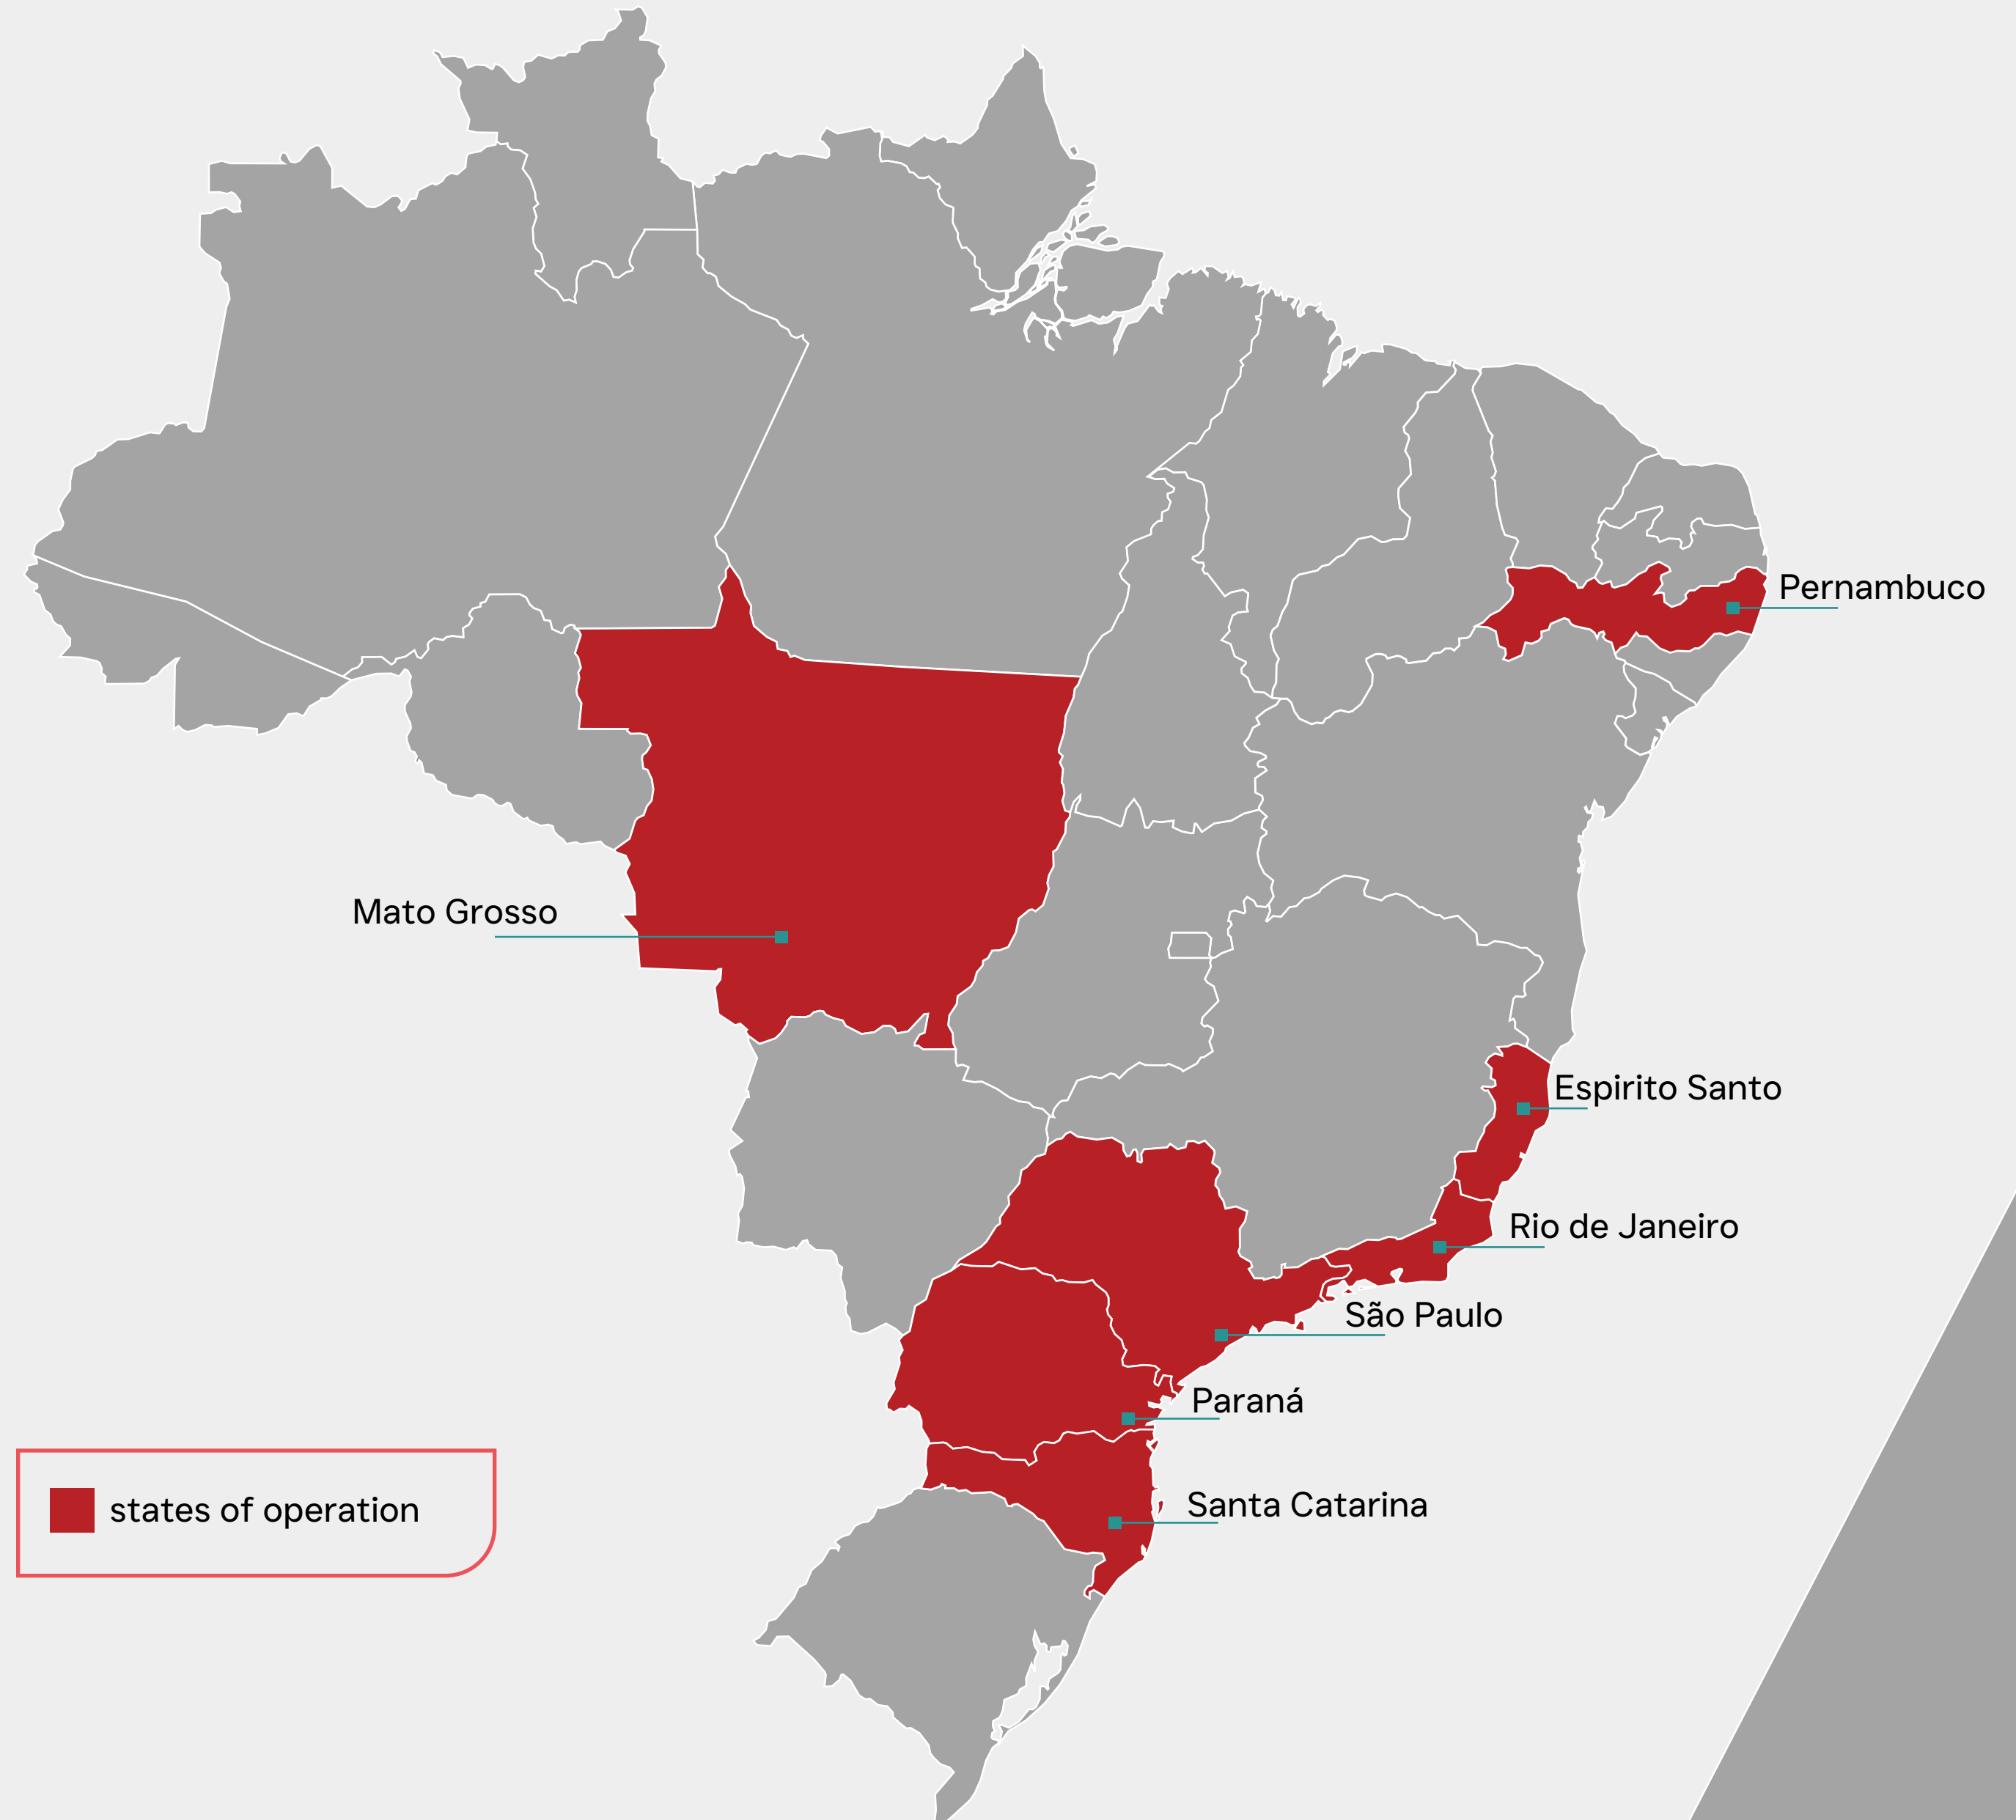 Pernambuco
Mato Grosso
Espirito Santo
Rio de Janeiro
São Paulo
Paraná
Santa Catarina
states of operation